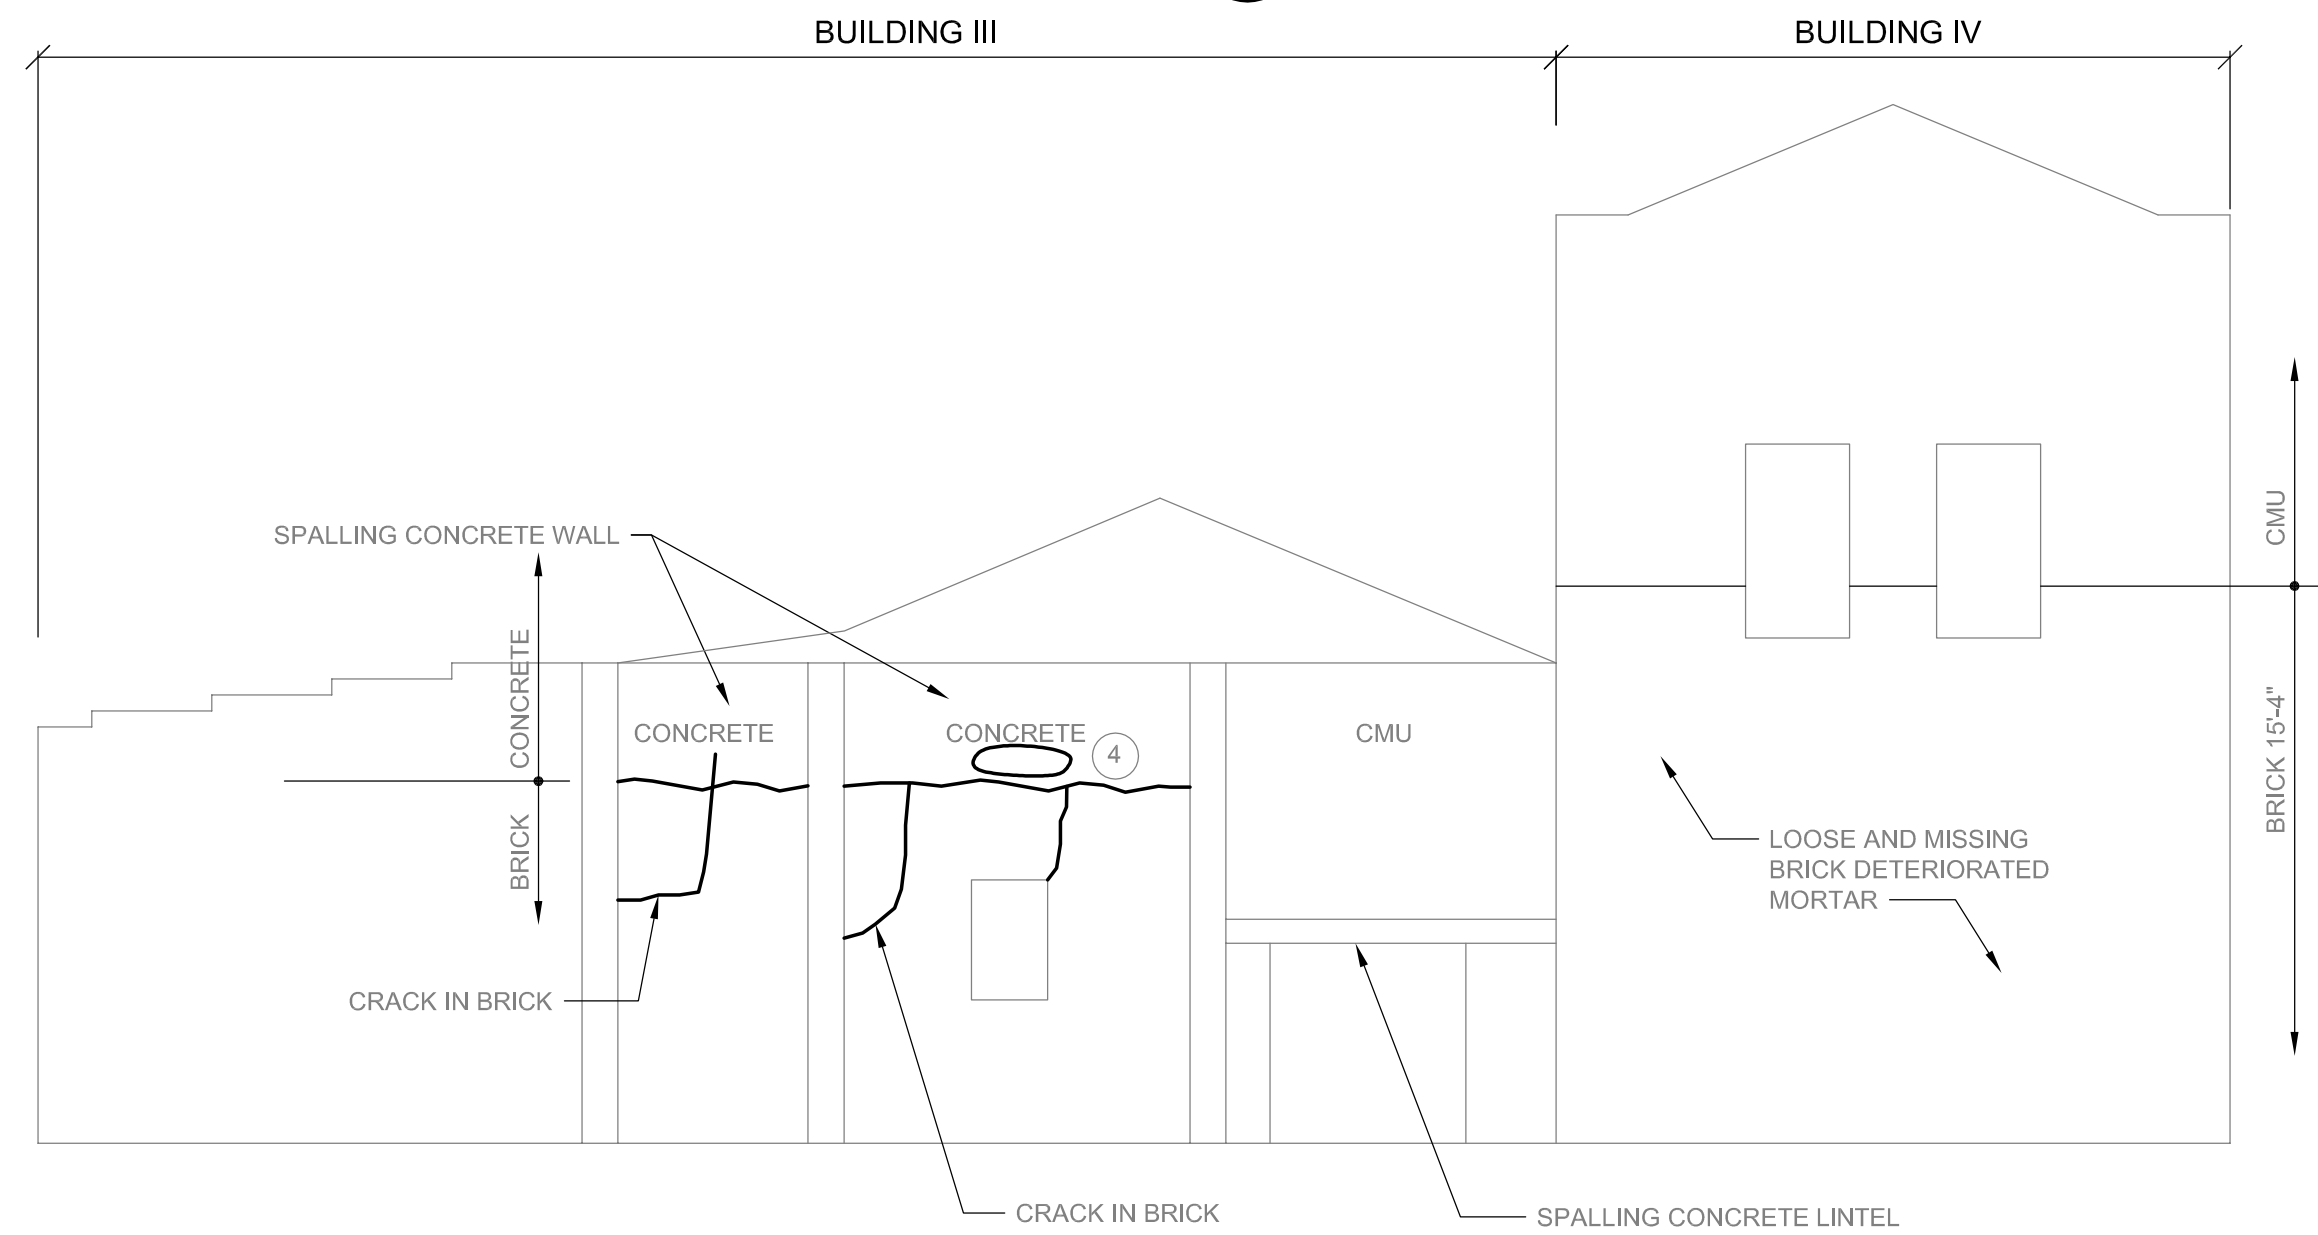 BUILDING III
BUILDING IV
SPALLING CONCRETE WALL
CONCRETE
BRICK
CONCRETE
CONCRETE
4
CMU
CMU
BRICK 15'-4"
LOOSE AND MISSING
BRICK DETERIORATED
MORTAR
CRACK IN BRICK
CRACK IN BRICK
SPALLING CONCRETE LINTEL